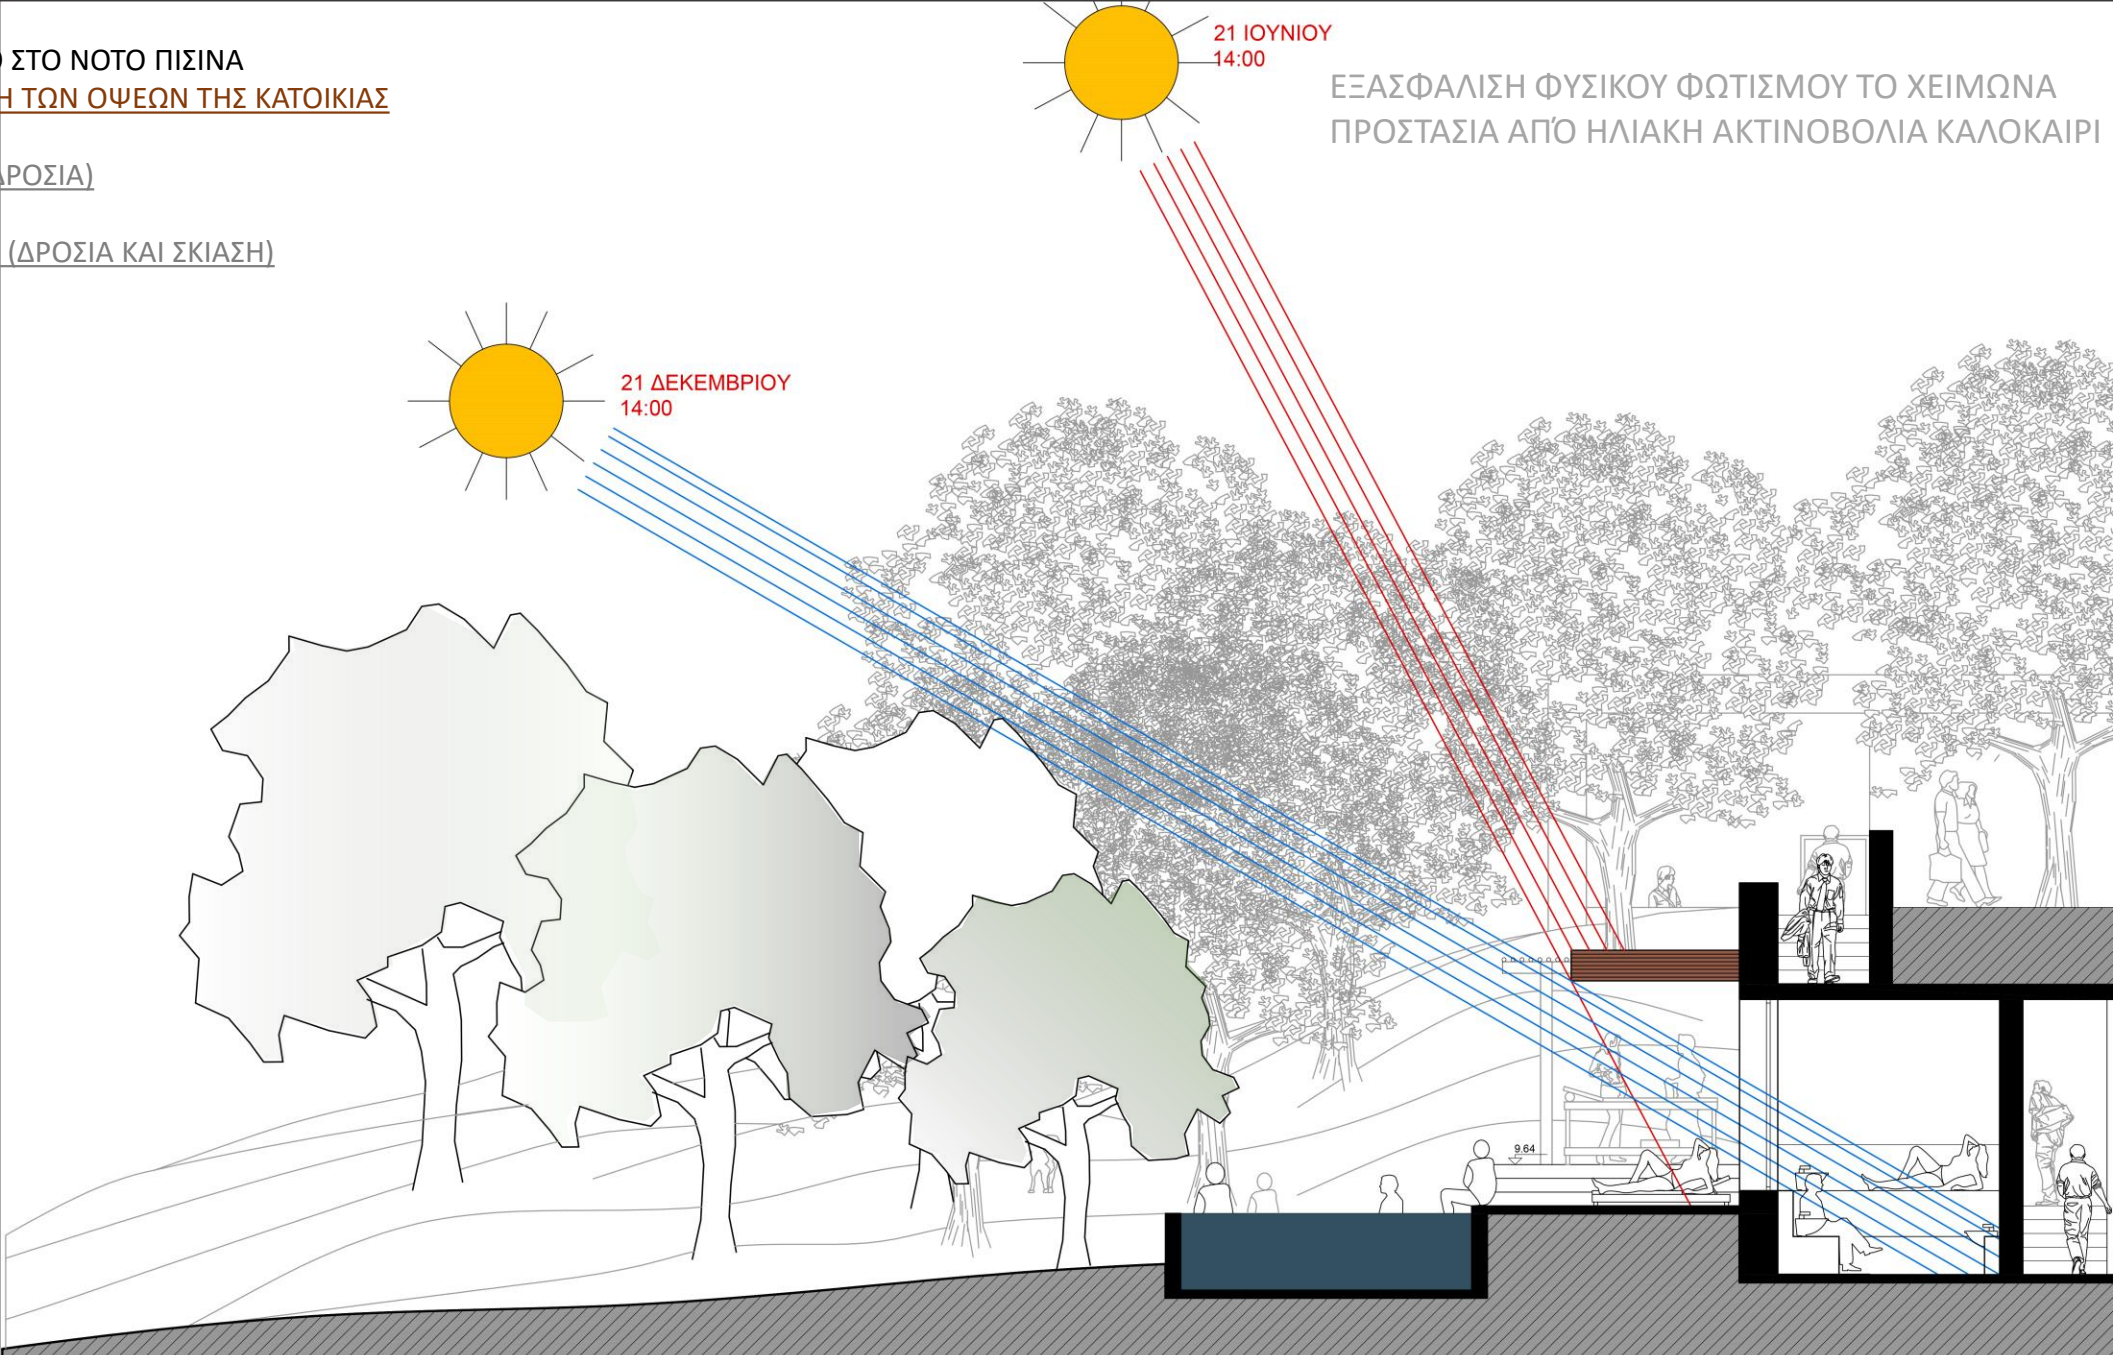 ΣΤΟ ΝΟΤΟ ΠΙΣΙΝΑ
Η ΤΩΝ ΟΨΕΩΝ ΤΗΣ ΚΑΤΟΙΚΙΑΣ
ΔΡΟΣΙΑ)
(ΔΡΟΣΙΑ ΚΑΙ ΣΚΙΑΣΗ)
21 ΙΟΥΝΙΟΥ
14:00
ΕΞΑΣΦΑΛΙΣΗ ΦΥΣΙΚΟΥ ΦΩΤΙΣΜΟΥ ΤΟ ΧΕΙΜΩΝΑ
ΠΡΟΣΤΑΣΙΑ ΑΠΌ ΗΛΙΑΚΗ ΑΚΤΙΝΟΒΟΛΙΑ ΚΑΛΟΚΑΙΡΙ
21 ΔΕΚΕΜΒΡΙΟΥ
14:00
9.64